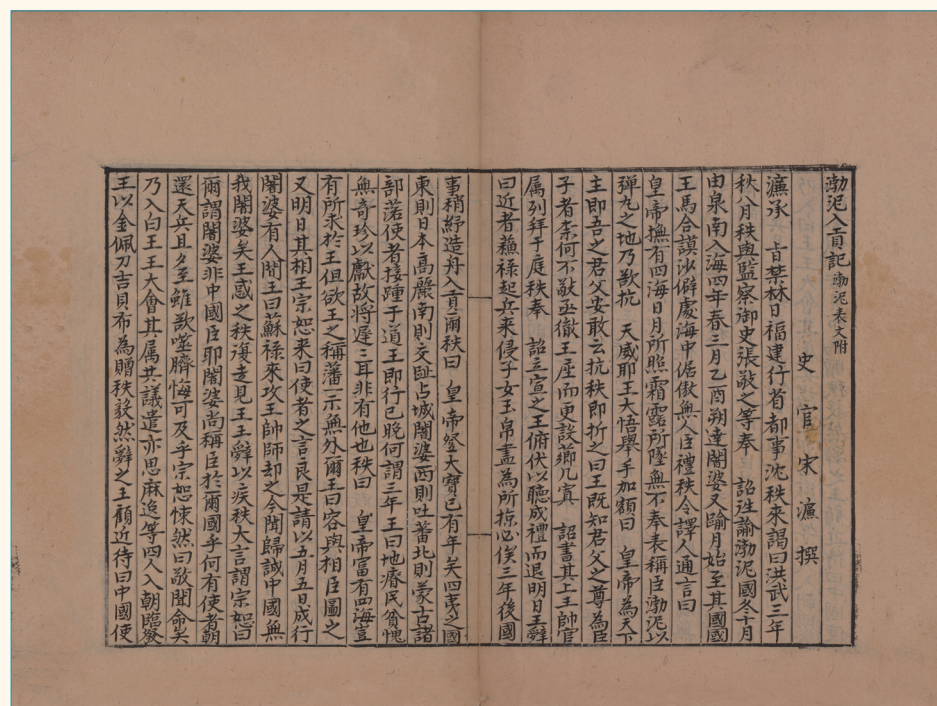 渤泥入貢記渤泥表文附
史官宋濂撰
濂承 旨禁林日福建行省都事沈秩來謁曰洪武三年
秋八月秩與監察御史張敬之等奉 詔徃諭渤泥國冬十月
由泉南入海四年春三月乙酉朔達闍婆又踰月始至其國國
王馬合謨沙僻處海中倨傲無人臣禮秩令譯人通言曰
皇帝撫有四海日月所照霜露所墜無不奉表稱臣渤泥以
彈丸之地乃欲抗 天威耶王大悟舉手加額曰 皇帝為天下
主即吾之君父安敢云抗秩即折之曰王既知君父之尊為臣
子者柰何不敬亟徹王座而更設薌几寘 詔書其上王帥官
属列拜于庭秩奉 詔立宣之王俯伏以聽成禮而退明日王辭
曰近者蘓禄起兵来侵子女玉帛盡為所掠必俟三年後國
事稍紓造舟入貢爾秩曰 皇帝登大寶已有年矣四夷之國
東則日本高麗南則交趾占城闍婆西則吐蕃北則蒙古諸
部落使者接踵于道王即行已晚何謂三年王曰地瘠民貧愧
無竒珍以獻故將遲遲耳非有他也秩曰 皇帝富有四海豈
有所求於王但欲王之稱藩一示無外爾王曰容與相臣圖之
又明日其相王宗恕来曰使者之言良是請以五月五日成行
闍婆有人間王曰蘇禄來攻王帥師却之今聞歸誠中國無
我闍婆矣王惑之秩復走見王王辭以疾秩大言謂宗恕曰
爾謂闍婆非中國臣耶闍婆尚稱臣於爾國乎何有使者朝
還天兵旦夕至雖欲噬臍悔可及乎宗恕悚然曰敬聞命矣
乃入白王王大會其属共議遣亦思麻逸等四人入朝臨發
王以金佩刀吉貝布為贈秩毅然辭之王顧近侍曰中國使